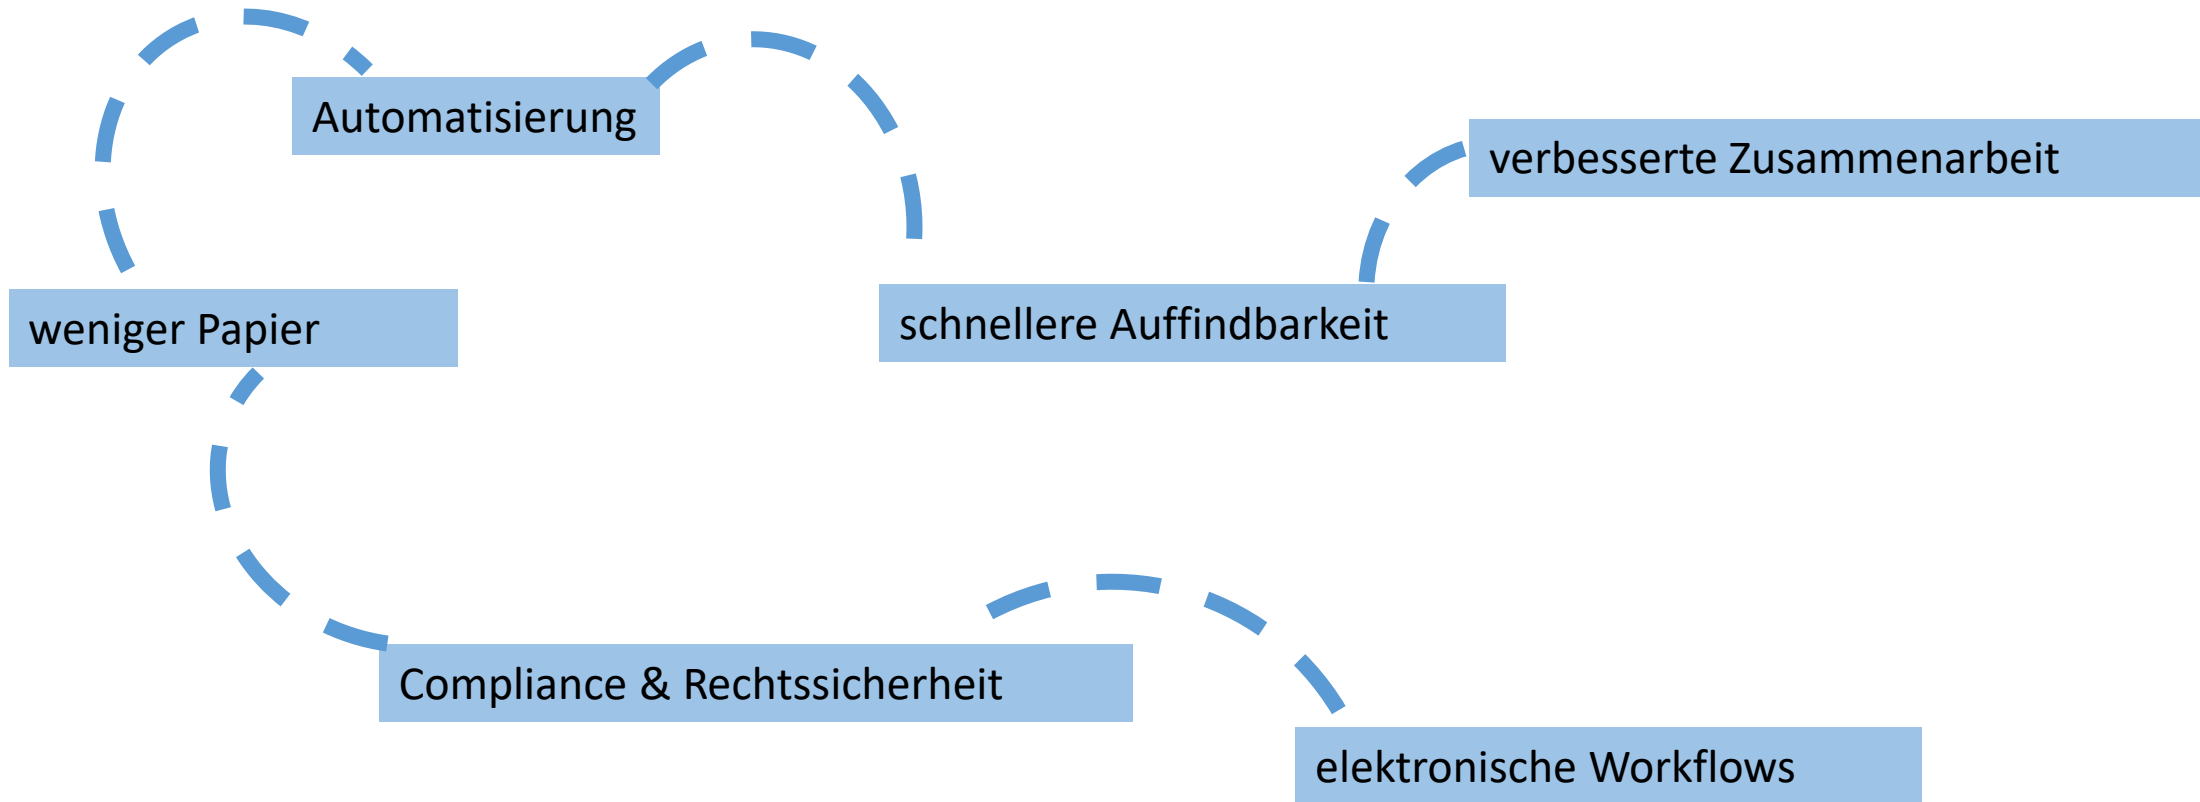 Automatisierung
verbesserte Zusammenarbeit
weniger Papier
schnellere Auffindbarkeit
Compliance & Rechtssicherheit
elektronische Workflows